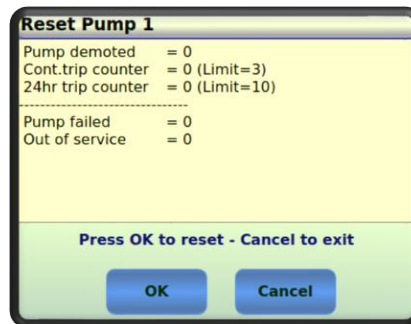 Reset Pump 1
Pump demoted = 0
Cont.trip counter = 0 (Limit=3)
24hr trip counter = 0 (Limit=10)
--------------------------------
Pump failed = 0
Out of service = 0
Press OK to reset - Cancel to exit
OK Cancel